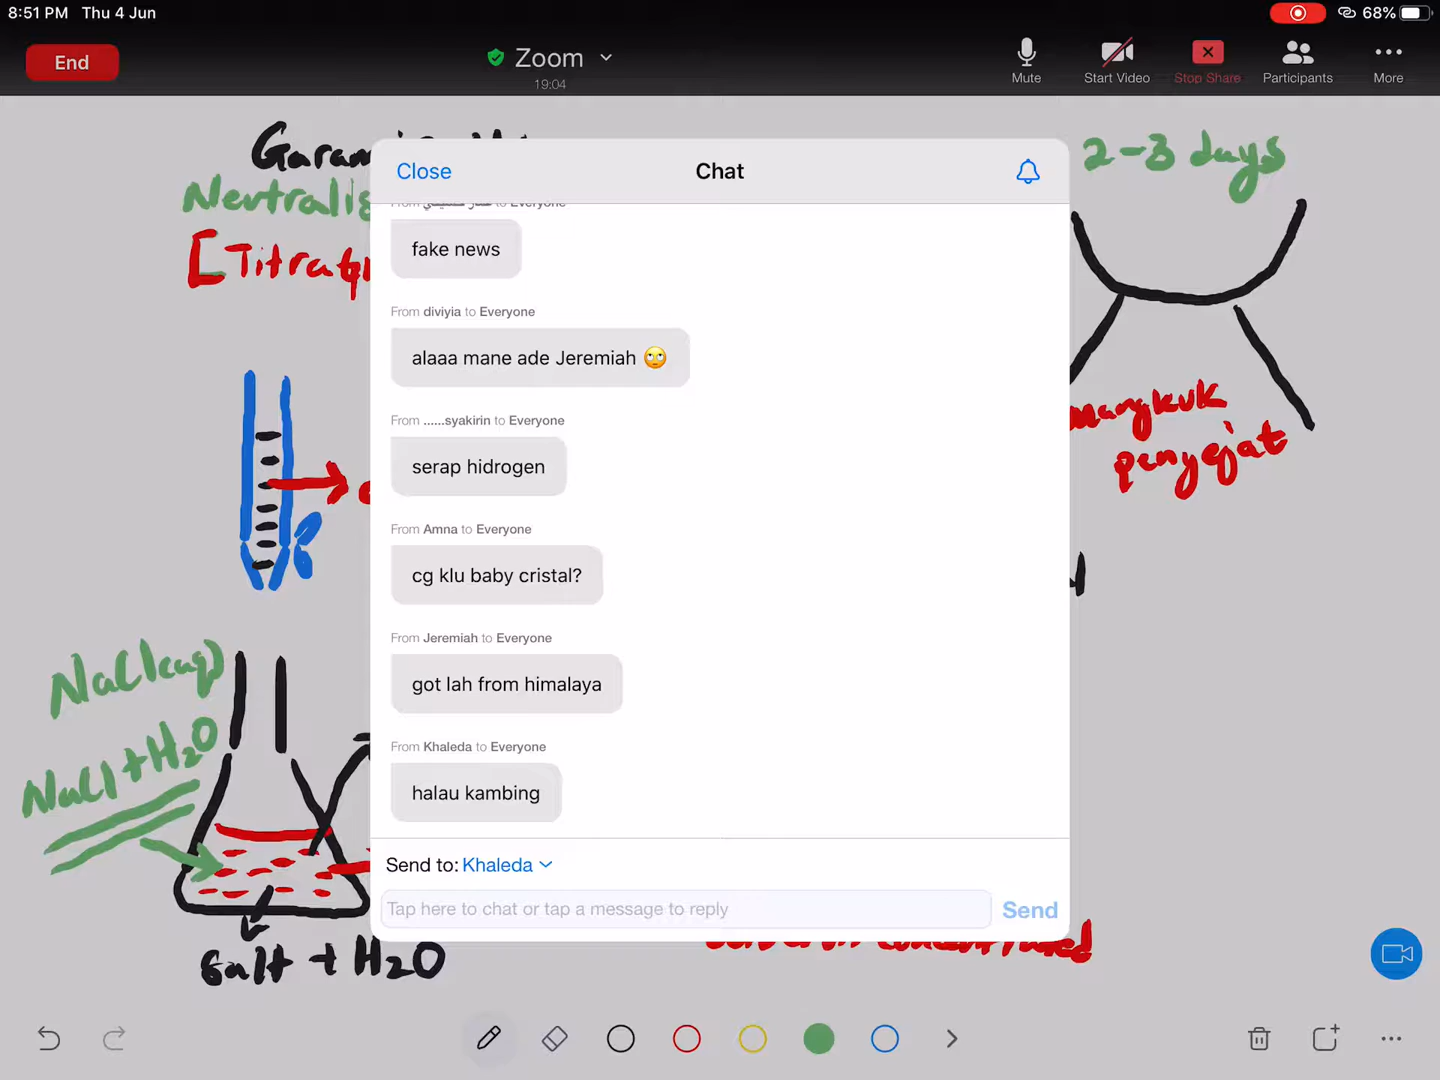 8:51 PM Thu 4 Jun
68%
End
Zoom
19:04
Mute
Start Video
Stop Share
Participants
More
2-3 days
Close
Chat
to Everyone
fake news
From diviyia to Everyone
alaaa mane ade Jeremiah 🙄
From ......syakirin to Everyone
serap hidrogen
From Amna to Everyone
cg klu baby cristal?
From Jeremiah to Everyone
got lah from himalaya
From Khaleda to Everyone
halau kambing
Send to: Khaleda
Tap here to chat or tap a message to reply
Send
mangkuk
penyejat
NaCl(aq)
NaCl + H₂O
Salt + H2O